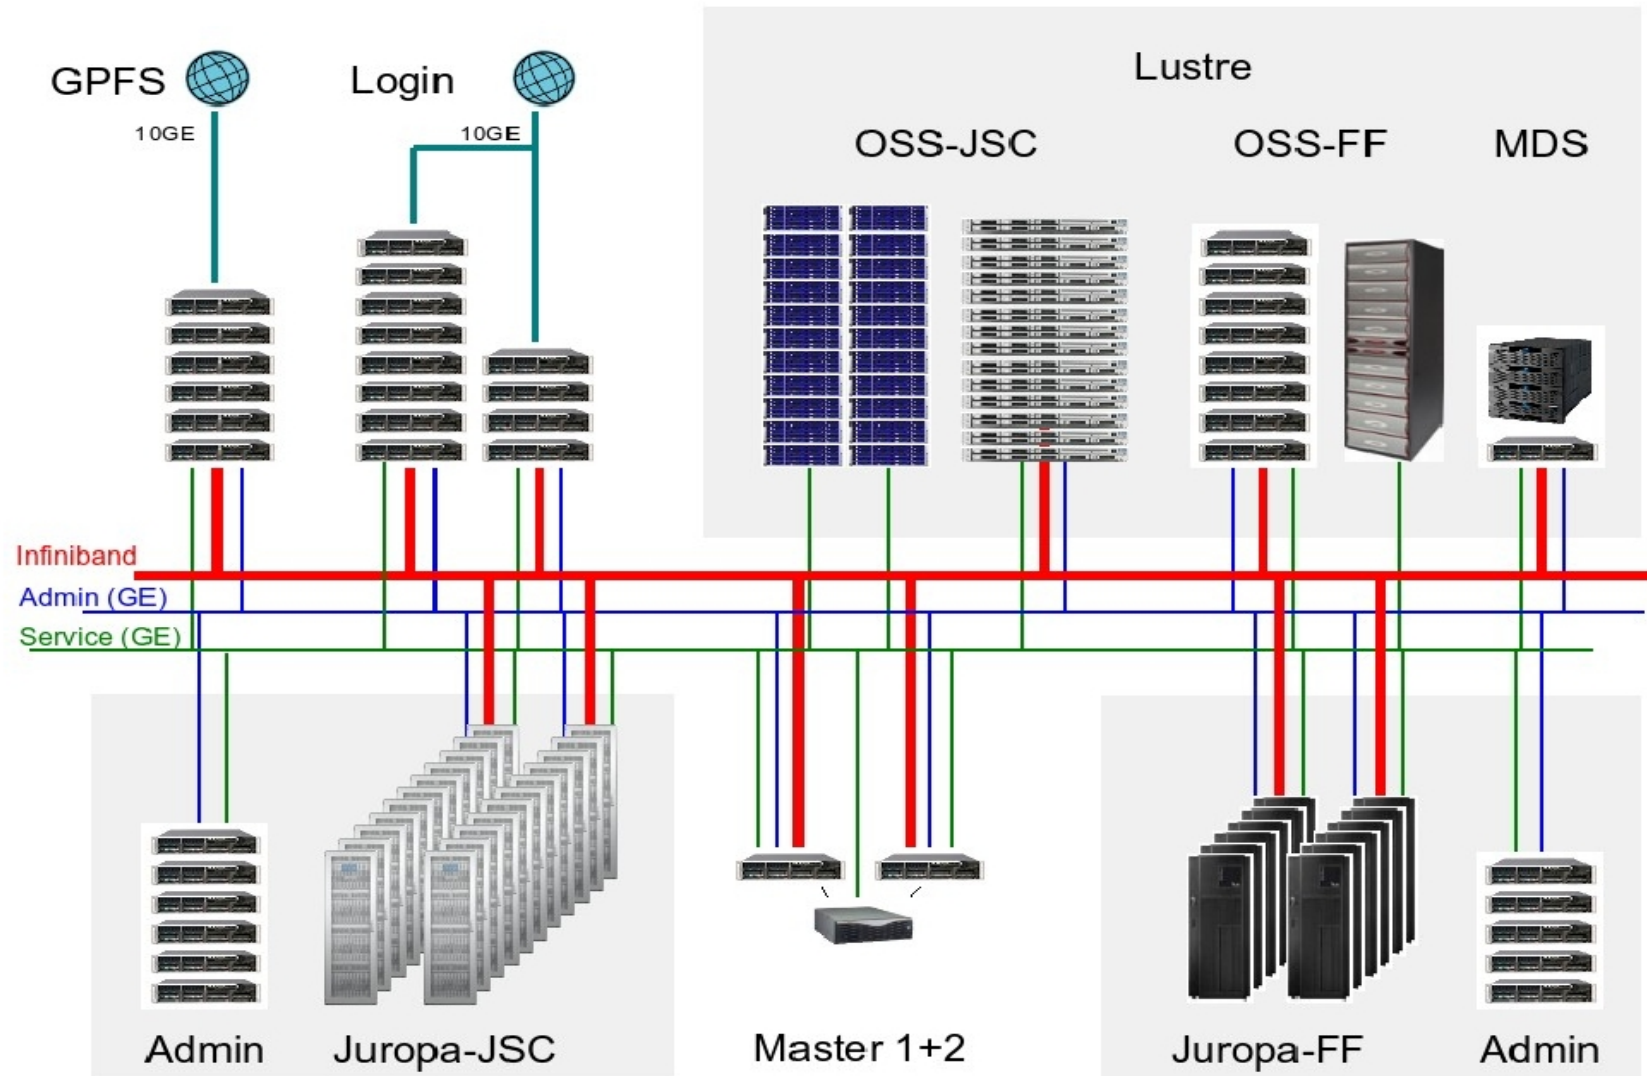 Lustre
GPFS
Login
10GE
10GE
OSS-JSC
OSS-FF
MDS
Infiniband
Admin (GE)
Service (GE)
Admin
Juropa-JSC
Master 1+2
Juropa-FF
Admin